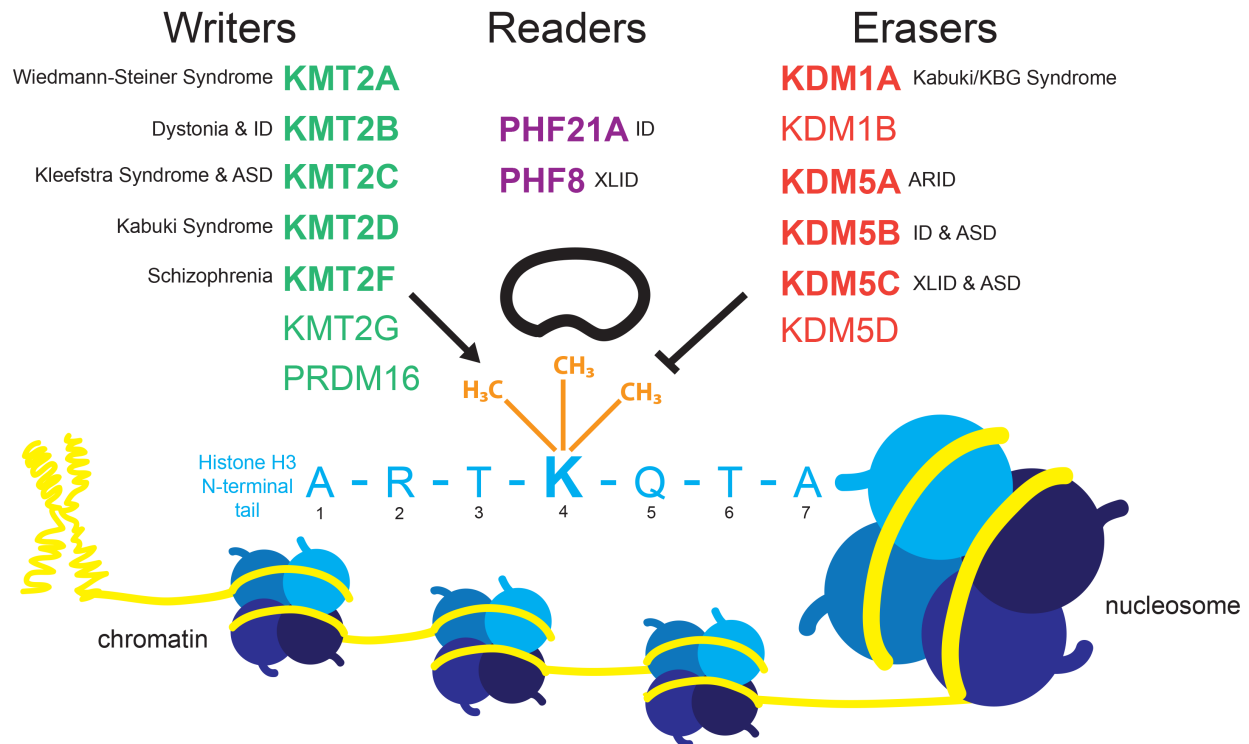 Writers
Readers
Erasers
Wiedmann-Steiner Syndrome KMT2A
Dystonia & ID KMT2B
Kleefstra Syndrome & ASD KMT2C
Kabuki Syndrome KMT2D
Schizophrenia KMT2F
KMT2G
PRDM16
PHF21A ID
PHF8 XLID
KDM1A Kabuki/KBG Syndrome
KDM1B
KDM5A ARID
KDM5B ID & ASD
KDM5C XLID & ASD
KDM5D
H₃C
CH₃
CH₃
Histone H3
N-terminal
tail
A - R - T - K - Q - T - A
1 2 3 4 5 6 7
chromatin
nucleosome